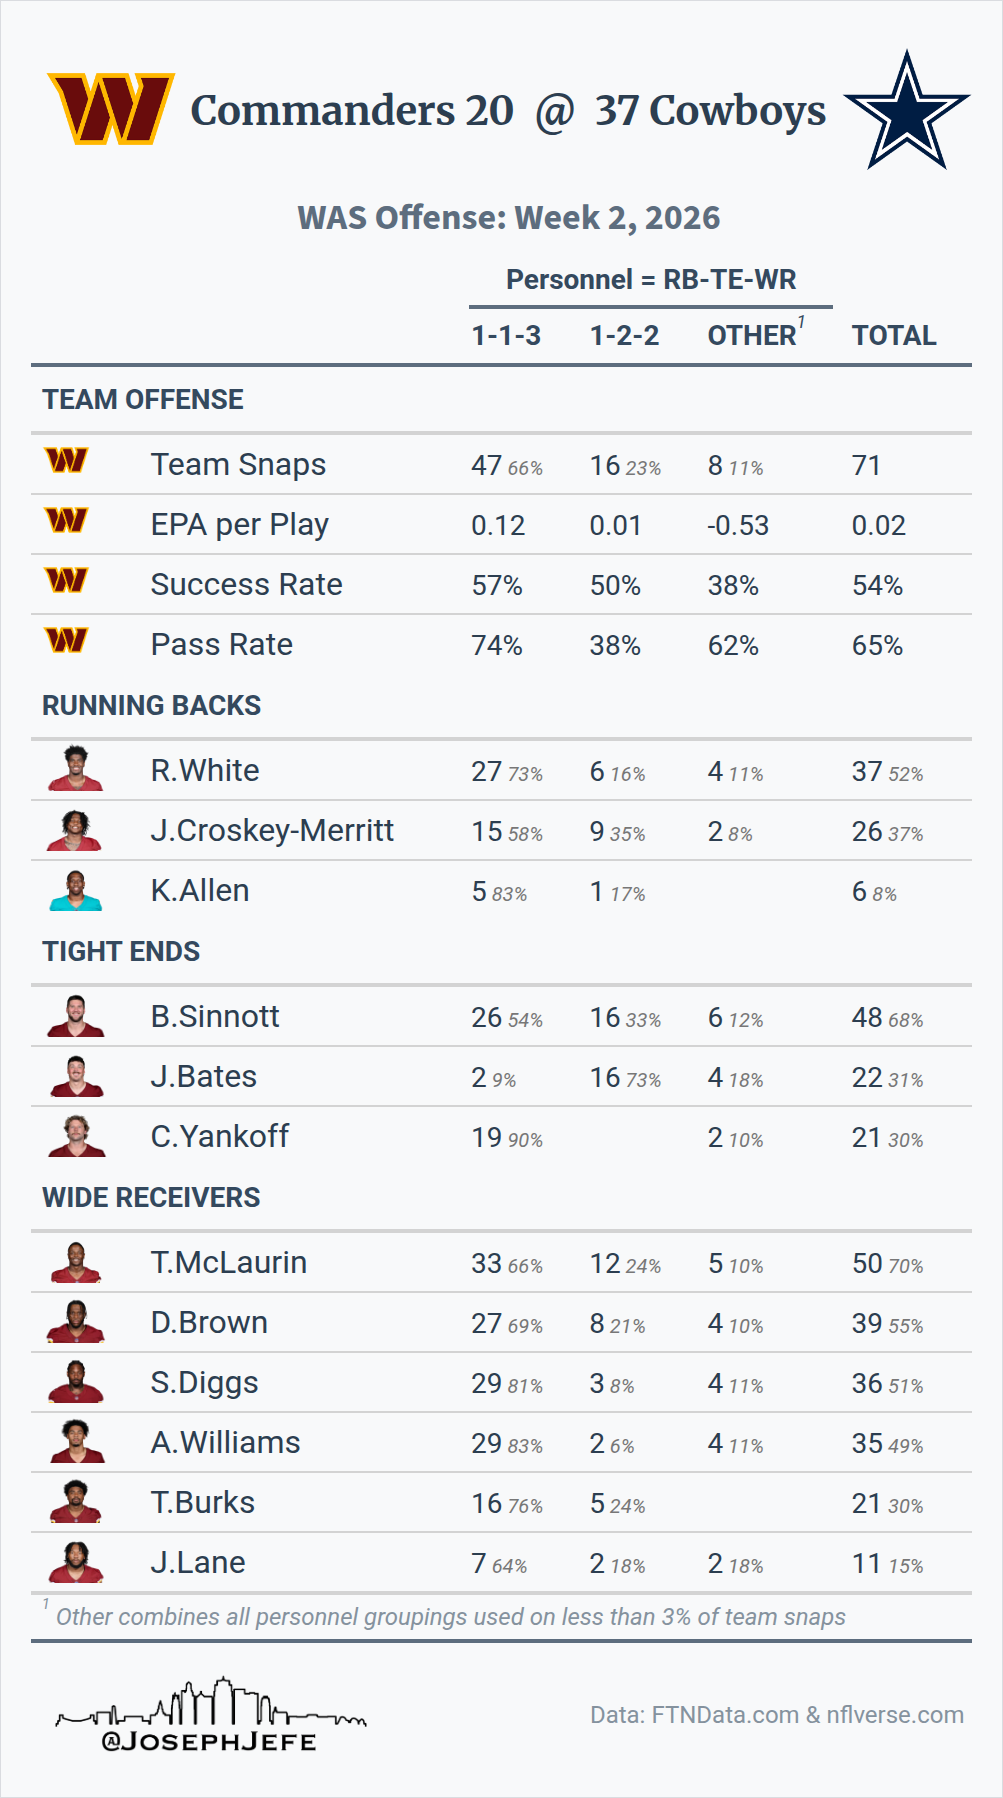 Commanders 20 @ 37 Cowboys
WAS Offense: Week 2, 2026
Personnel = RB-TE-WR
1-1-3 1-2-2 OTHER1 TOTAL
TEAM OFFENSE
Team Snaps 47 66% 16 23% 8 11% 71
EPA per Play 0.12 0.01 -0.53 0.02
Success Rate 57% 50% 38% 54%
Pass Rate 74% 38% 62% 65%
RUNNING BACKS
R.White 27 73% 6 16% 4 11% 37 52%
J.Croskey-Merritt 15 58% 9 35% 2 8% 26 37%
K.Allen 5 83% 1 17% 6 8%
TIGHT ENDS
B.Sinnott 26 54% 16 33% 6 12% 48 68%
J.Bates 2 9% 16 73% 4 18% 22 31%
C.Yankoff 19 90% 2 10% 21 30%
WIDE RECEIVERS
T.McLaurin 33 66% 12 24% 5 10% 50 70%
D.Brown 27 69% 8 21% 4 10% 39 55%
S.Diggs 29 81% 3 8% 4 11% 36 51%
A.Williams 29 83% 2 6% 4 11% 35 49%
T.Burks 16 76% 5 24% 21 30%
J.Lane 7 64% 2 18% 2 18% 11 15%
1 Other combines all personnel groupings used on less than 3% of team snaps
@JOSEPHJEFE
Data: FTNData.com & nflverse.com